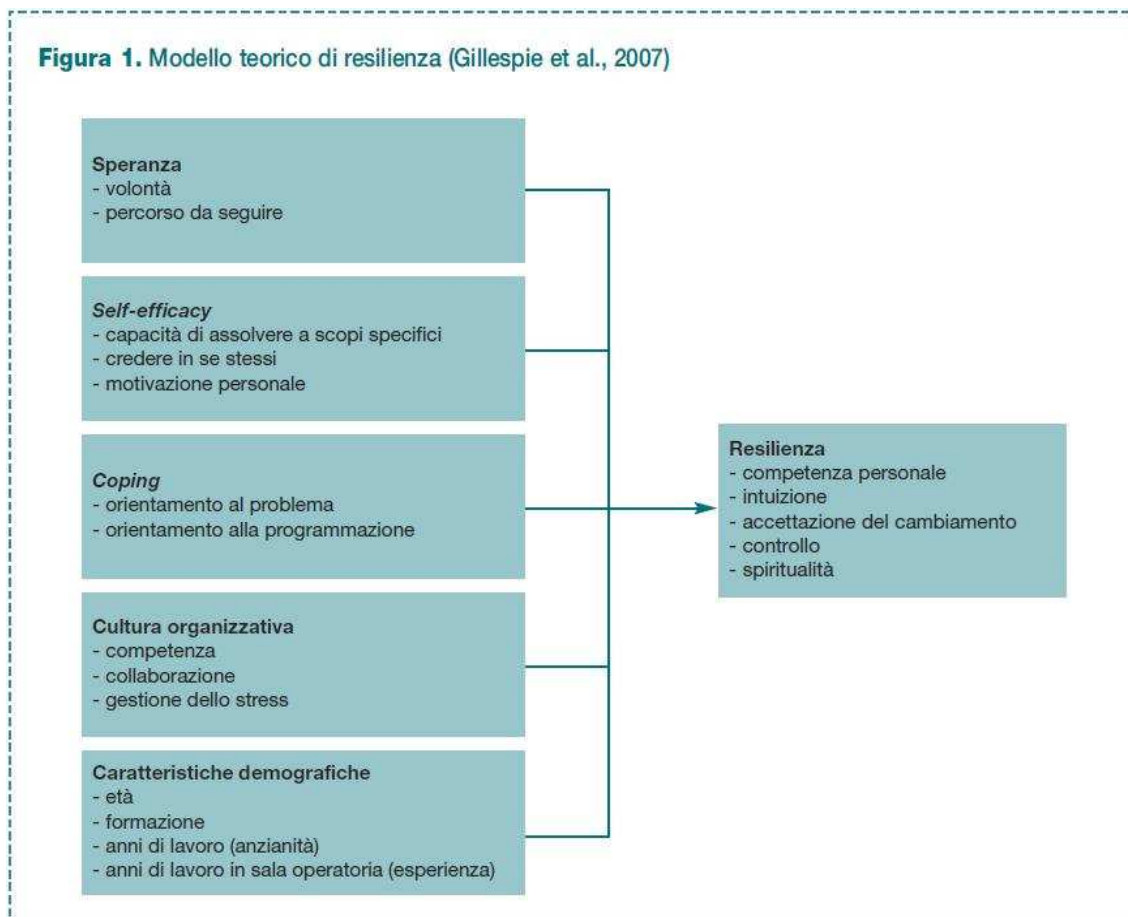 Figura 1. Modello teorico di resilienza (Gillespie et al., 2007)
Speranza
- volontà
- percorso da seguire
Self-efficacy
- capacità di assolvere a scopi specifici
- credere in se stessi
- motivazione personale
Coping
- orientamento al problema
- orientamento alla programmazione
Cultura organizzativa
- competenza
- collaborazione
- gestione dello stress
Caratteristiche demografiche
- età
- formazione
- anni di lavoro (anzianità)
- anni di lavoro in sala operatoria (esperienza)
Resilienza
- competenza personale
- intuizione
- accettazione del cambiamento
- controllo
- spiritualità